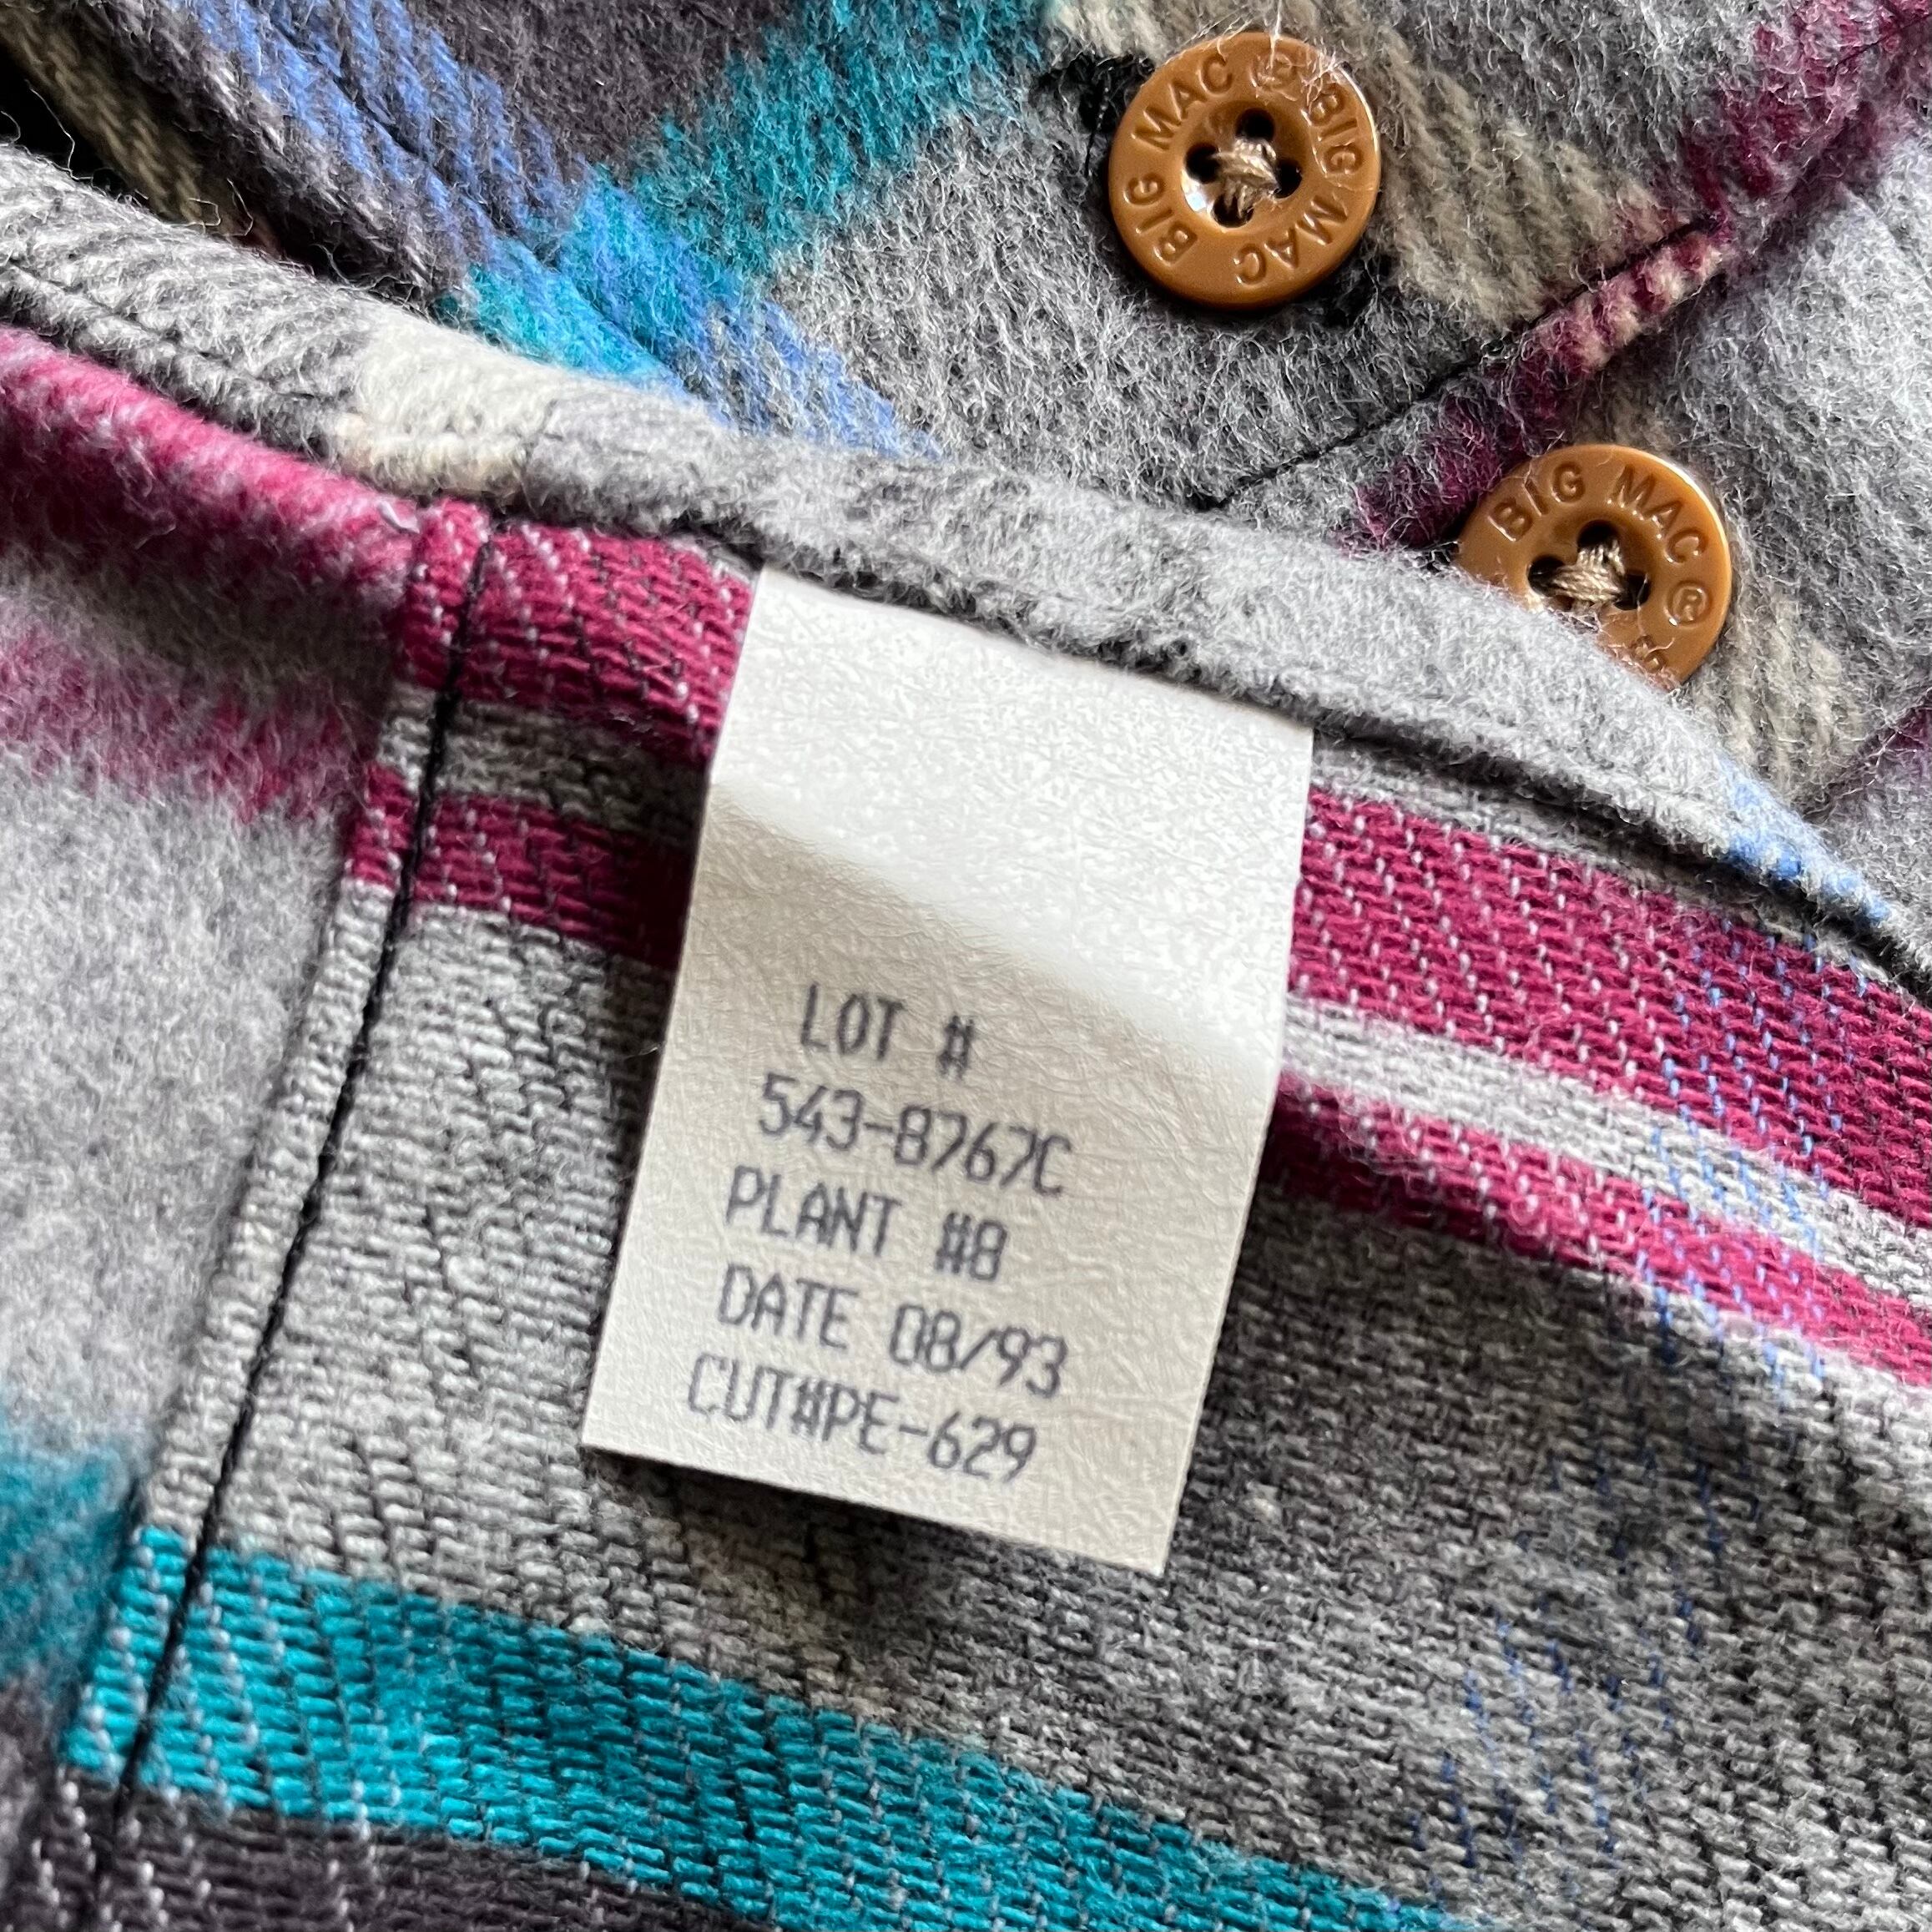 BIG MAC ® BIG MAC
BIG MAC ®
LOT #
543-8767C
PLANT #8
DATE 08/93
CUT#PE-629